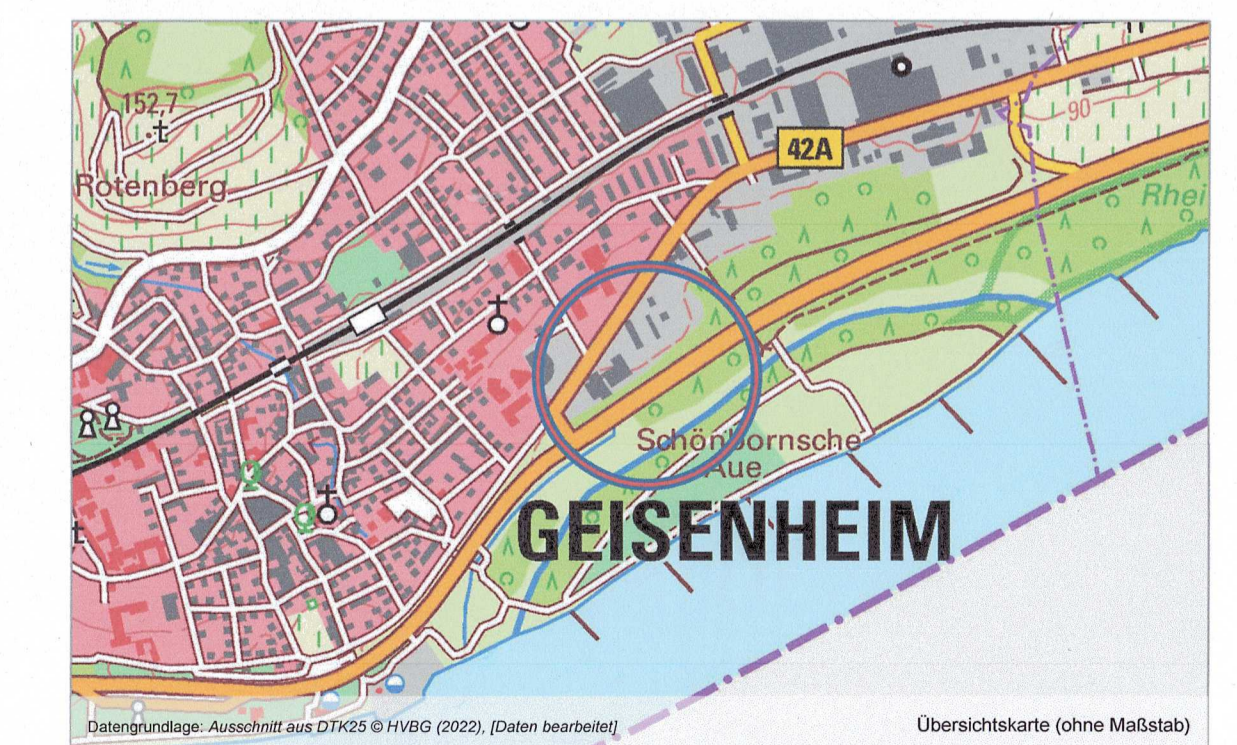 152,7
Rotenberg
42A
90
Rhei
Schönbornsche
Aue
GEISENHEIM
Datengrundlage: Ausschnitt aus DTK25 © HVBG (2022), [Daten bearbeitet]
Übersichtskarte (ohne Maßstab)